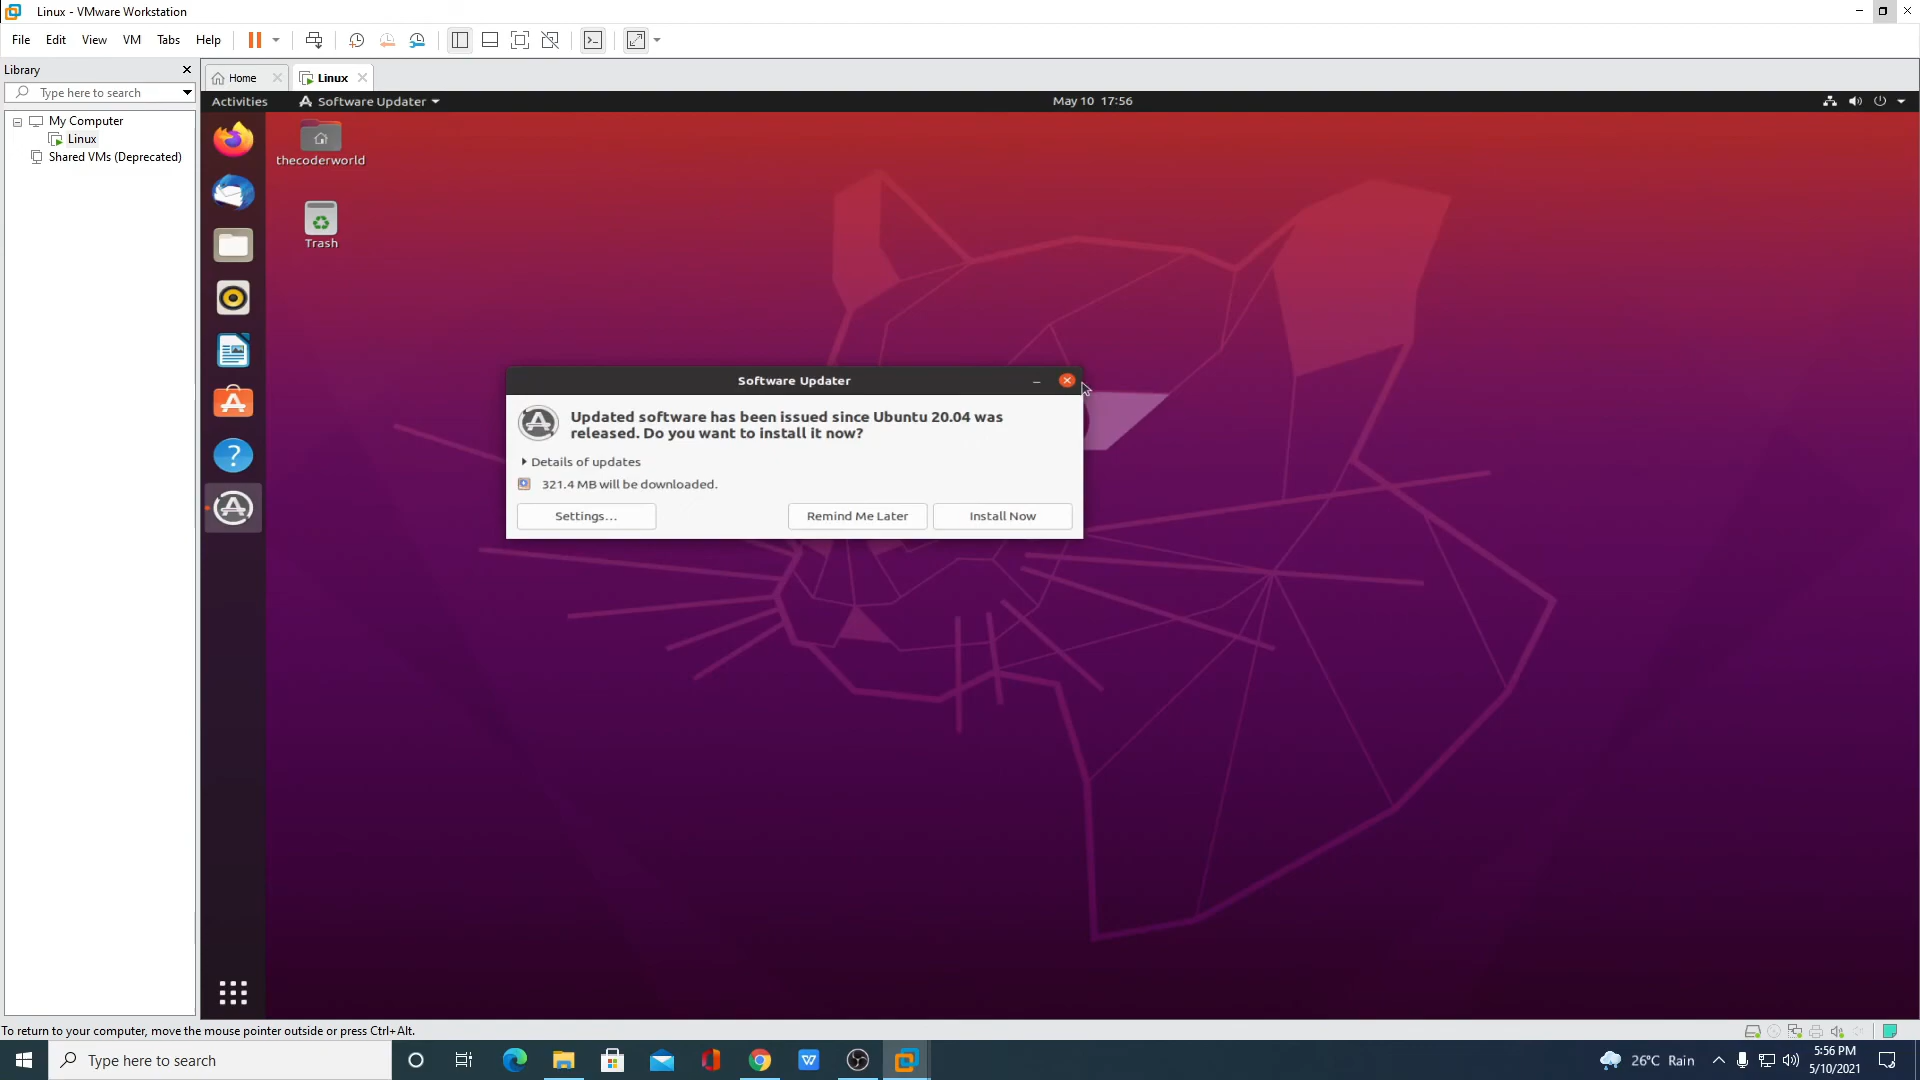 Linux - VMware Workstation
File Edit View VM Tabs Help
Library
Type here to search
My Computer
Linux
Shared VMs (Deprecated)
Home
Linux
Activities
Software Updater
May 10 17:56
thecoderworld
Trash
Software Updater
Updated software has been issued since Ubuntu 20.04 was
released. Do you want to install it now?
Details of updates
321.4 MB will be downloaded.
Settings…
Remind Me Later
Install Now
To return to your computer, move the mouse pointer outside or press Ctrl+Alt.
Type here to search
26°C Rain
5:56 PM
5/10/2021